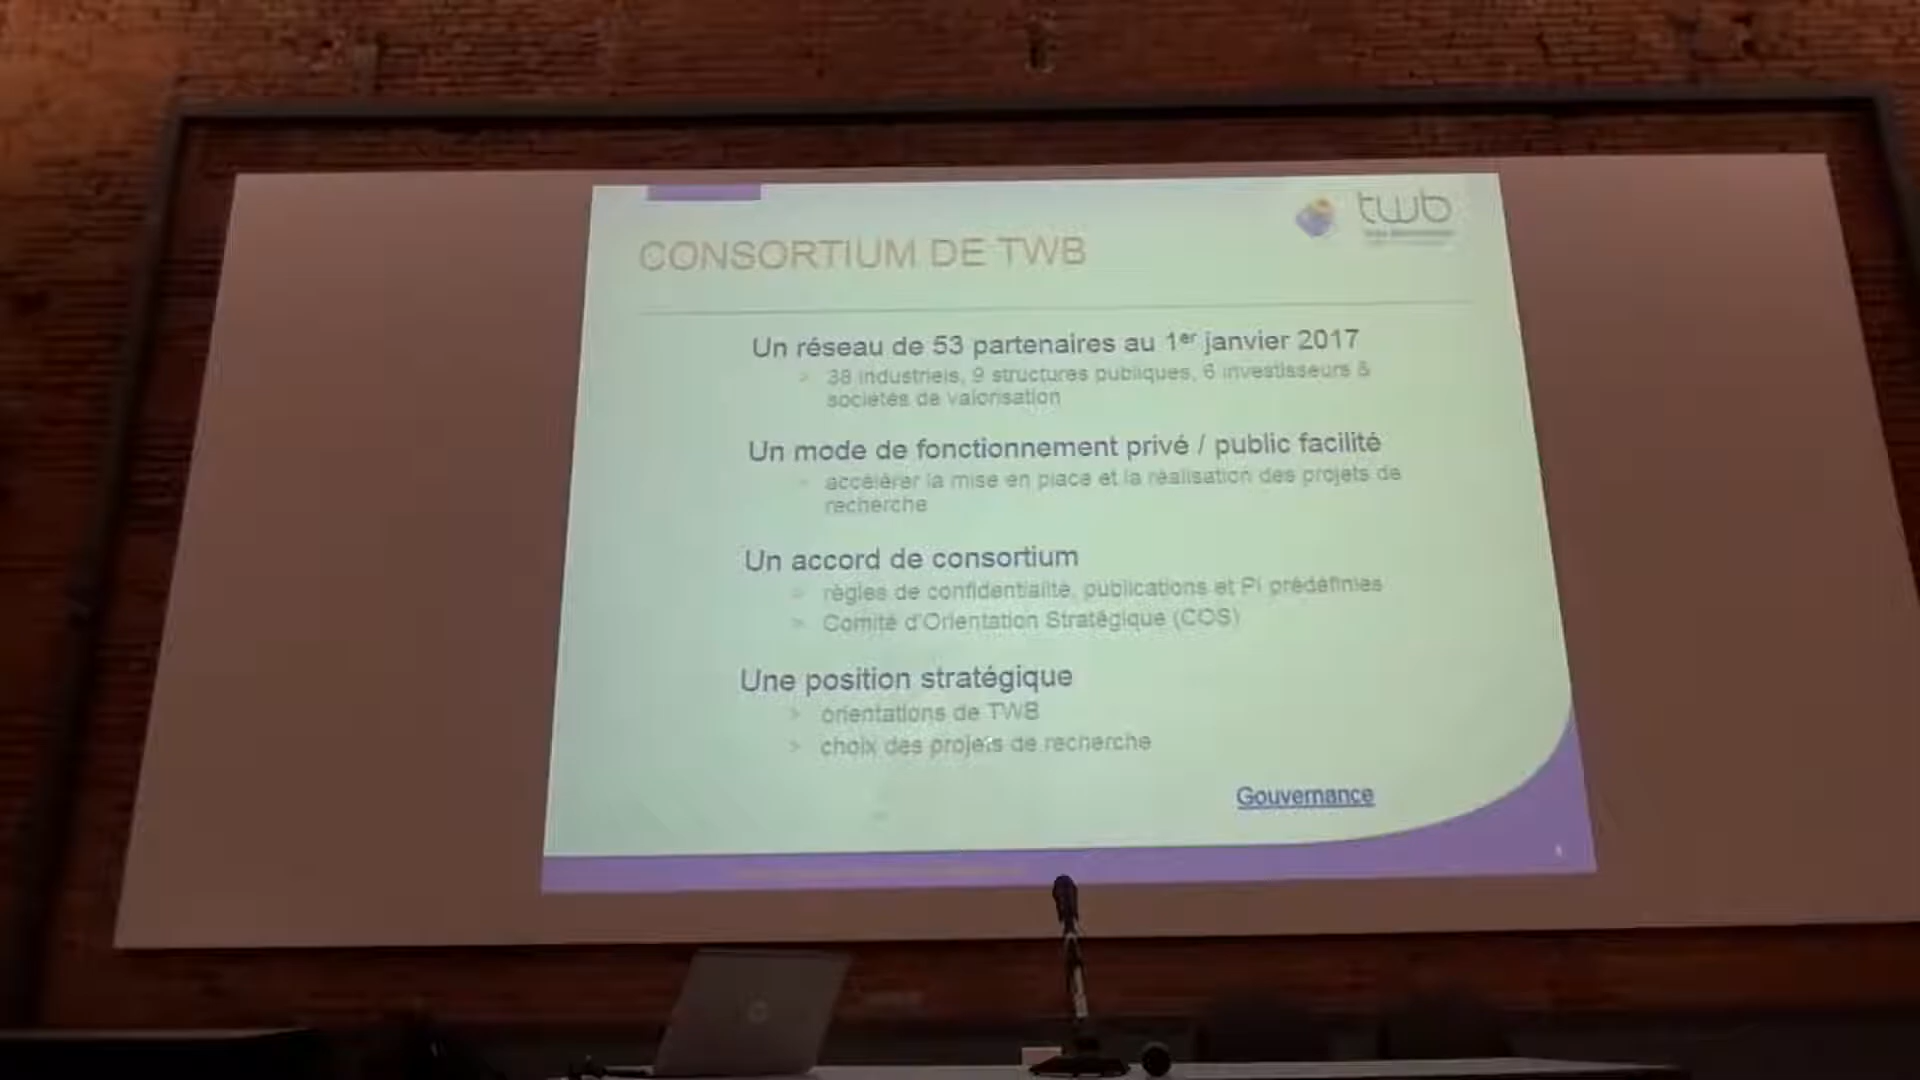 twb
CONSORTIUM DE TWB
Un réseau de 53 partenaires au 1er janvier 2017
> 38 industriels, 9 structures publiques, 6 investisseurs &
sociétés de valorisation
Un mode de fonctionnement privé / public facilité
> accélérer la mise en place et la réalisation des projets de
recherche
Un accord de consortium
> règles de confidentialité, publications et PI prédéfinies
> Comité d'Orientation Stratégique (COS)
Une position stratégique
> orientations de TWB
> choix des projets de recherche
Gouvernance